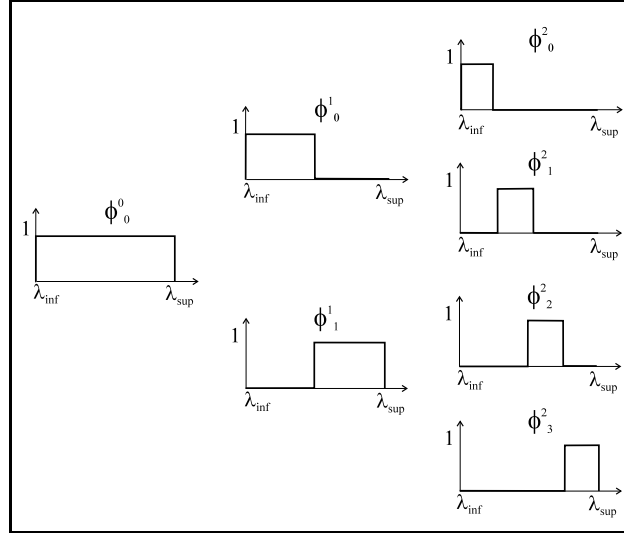 ϕ⁰₀
1
λinf
λsup
ϕ¹₀
1
λinf
λsup
ϕ¹₁
1
λinf
λsup
ϕ²₀
1
λinf
λsup
ϕ²₁
1
λinf
λsup
ϕ²₂
1
λinf
λsup
ϕ²₃
1
λinf
λsup